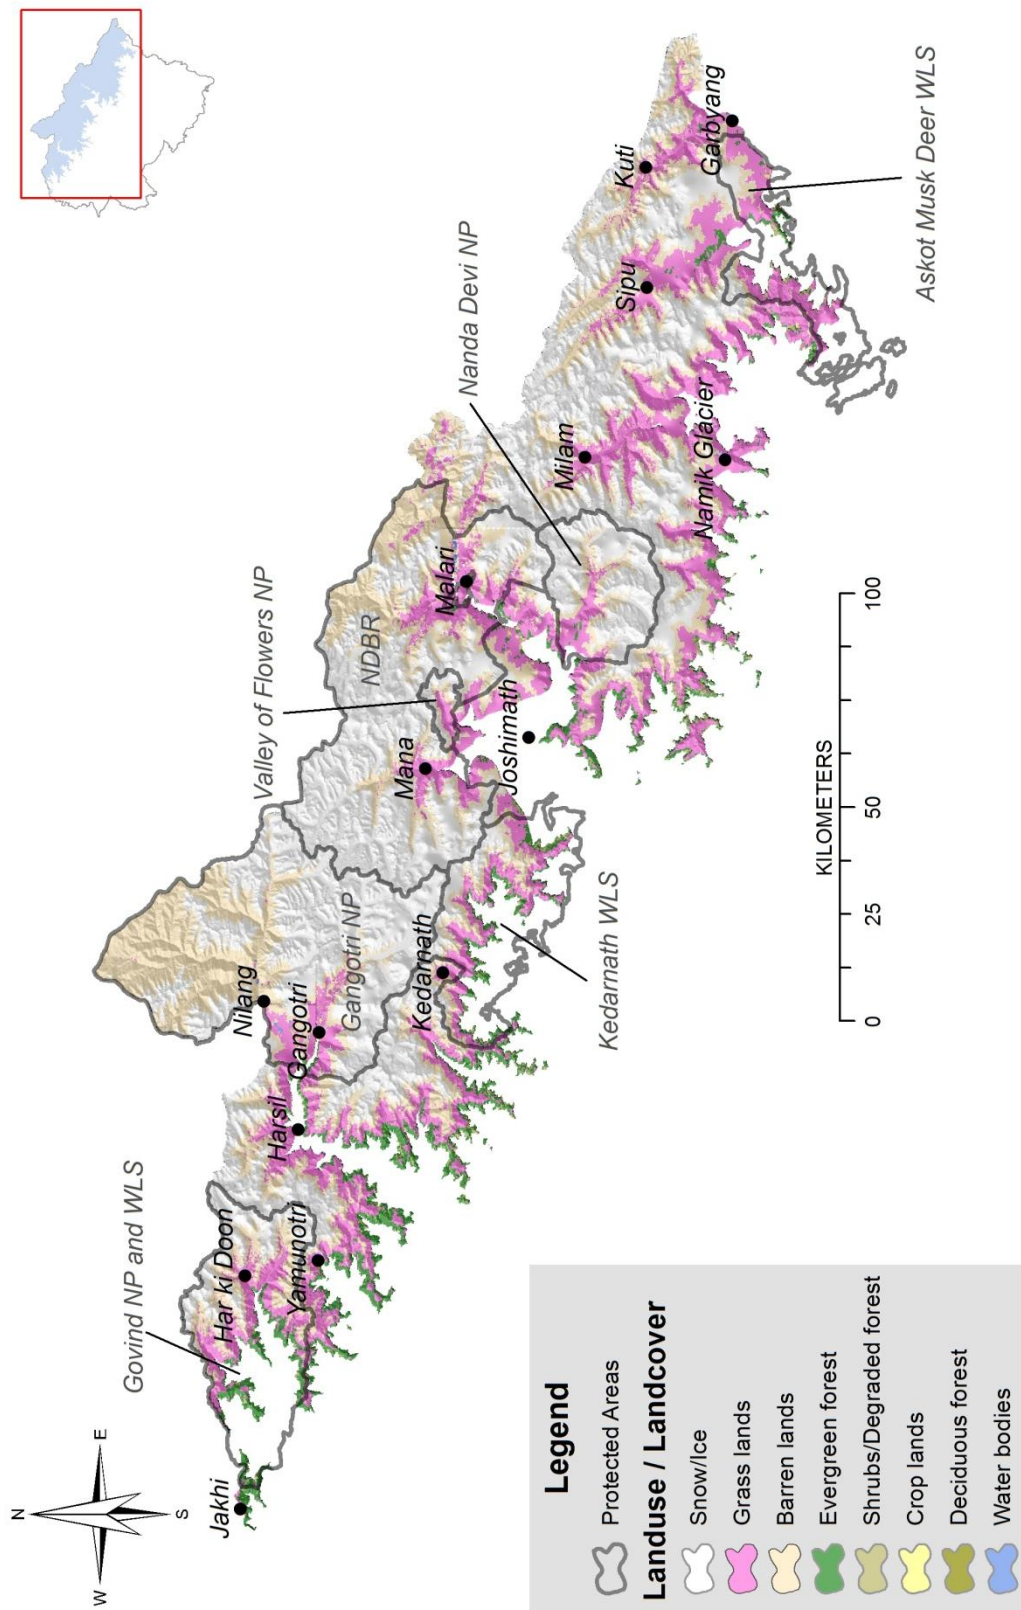 N
W
E
S
Govind NP and WLS
Jakhi
Har ki Doon
Yamunotri
Harsil
Nilang
Gangotri
Gangotri NP
Kedarnath
Kedarnath WLS
Valley of Flowers NP
NDBR
Mana
Malari
Joshimath
Nanda Devi NP
Milam
Namik Glacier
Sipu
Kuti
Garbyang
Askot Musk Deer WLS
Legend
Protected Areas
Landuse / Landcover
Snow/Ice
Grass lands
Barren lands
Evergreen forest
Shrubs/Degraded forest
Crop lands
Deciduous forest
Water bodies
KILOMETERS
0 25 50 100